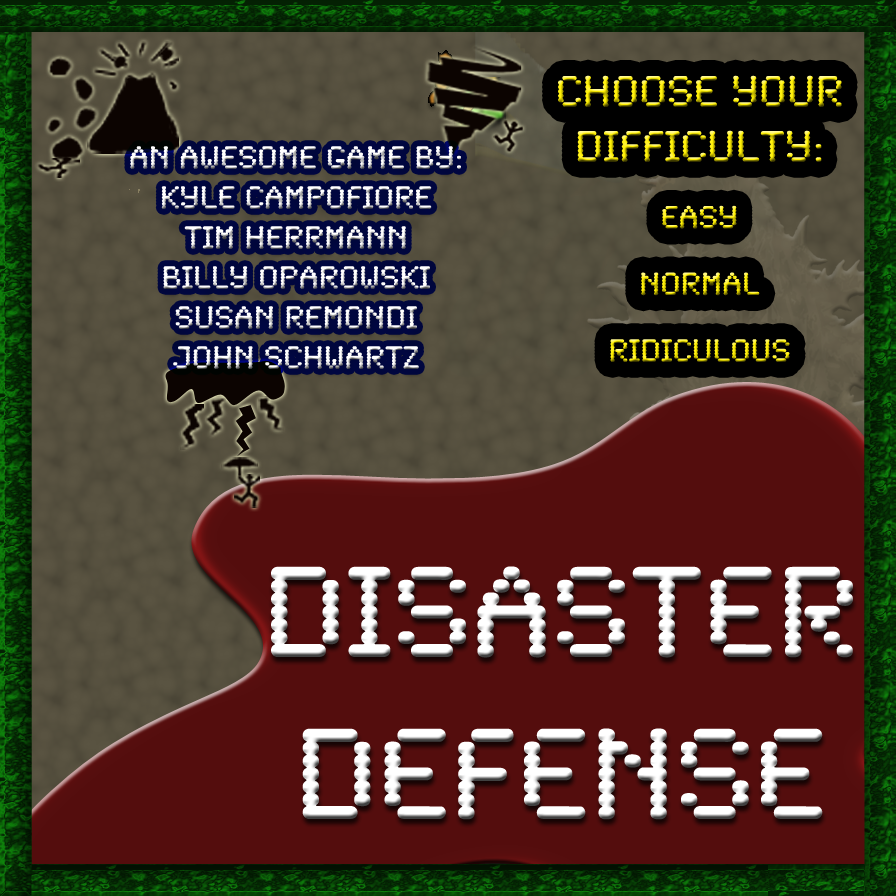 AN AWESOME GAME BY:
KYLE CAMPOFIORE
TIM HERRMANN
BILLY OPAROWSKI
SUSAN REMONDI
JOHN SCHWARTZ
CHOOSE YOUR
DIFFICULTY:
EASY
NORMAL
RIDICULOUS
DISASTER
DEFENSE